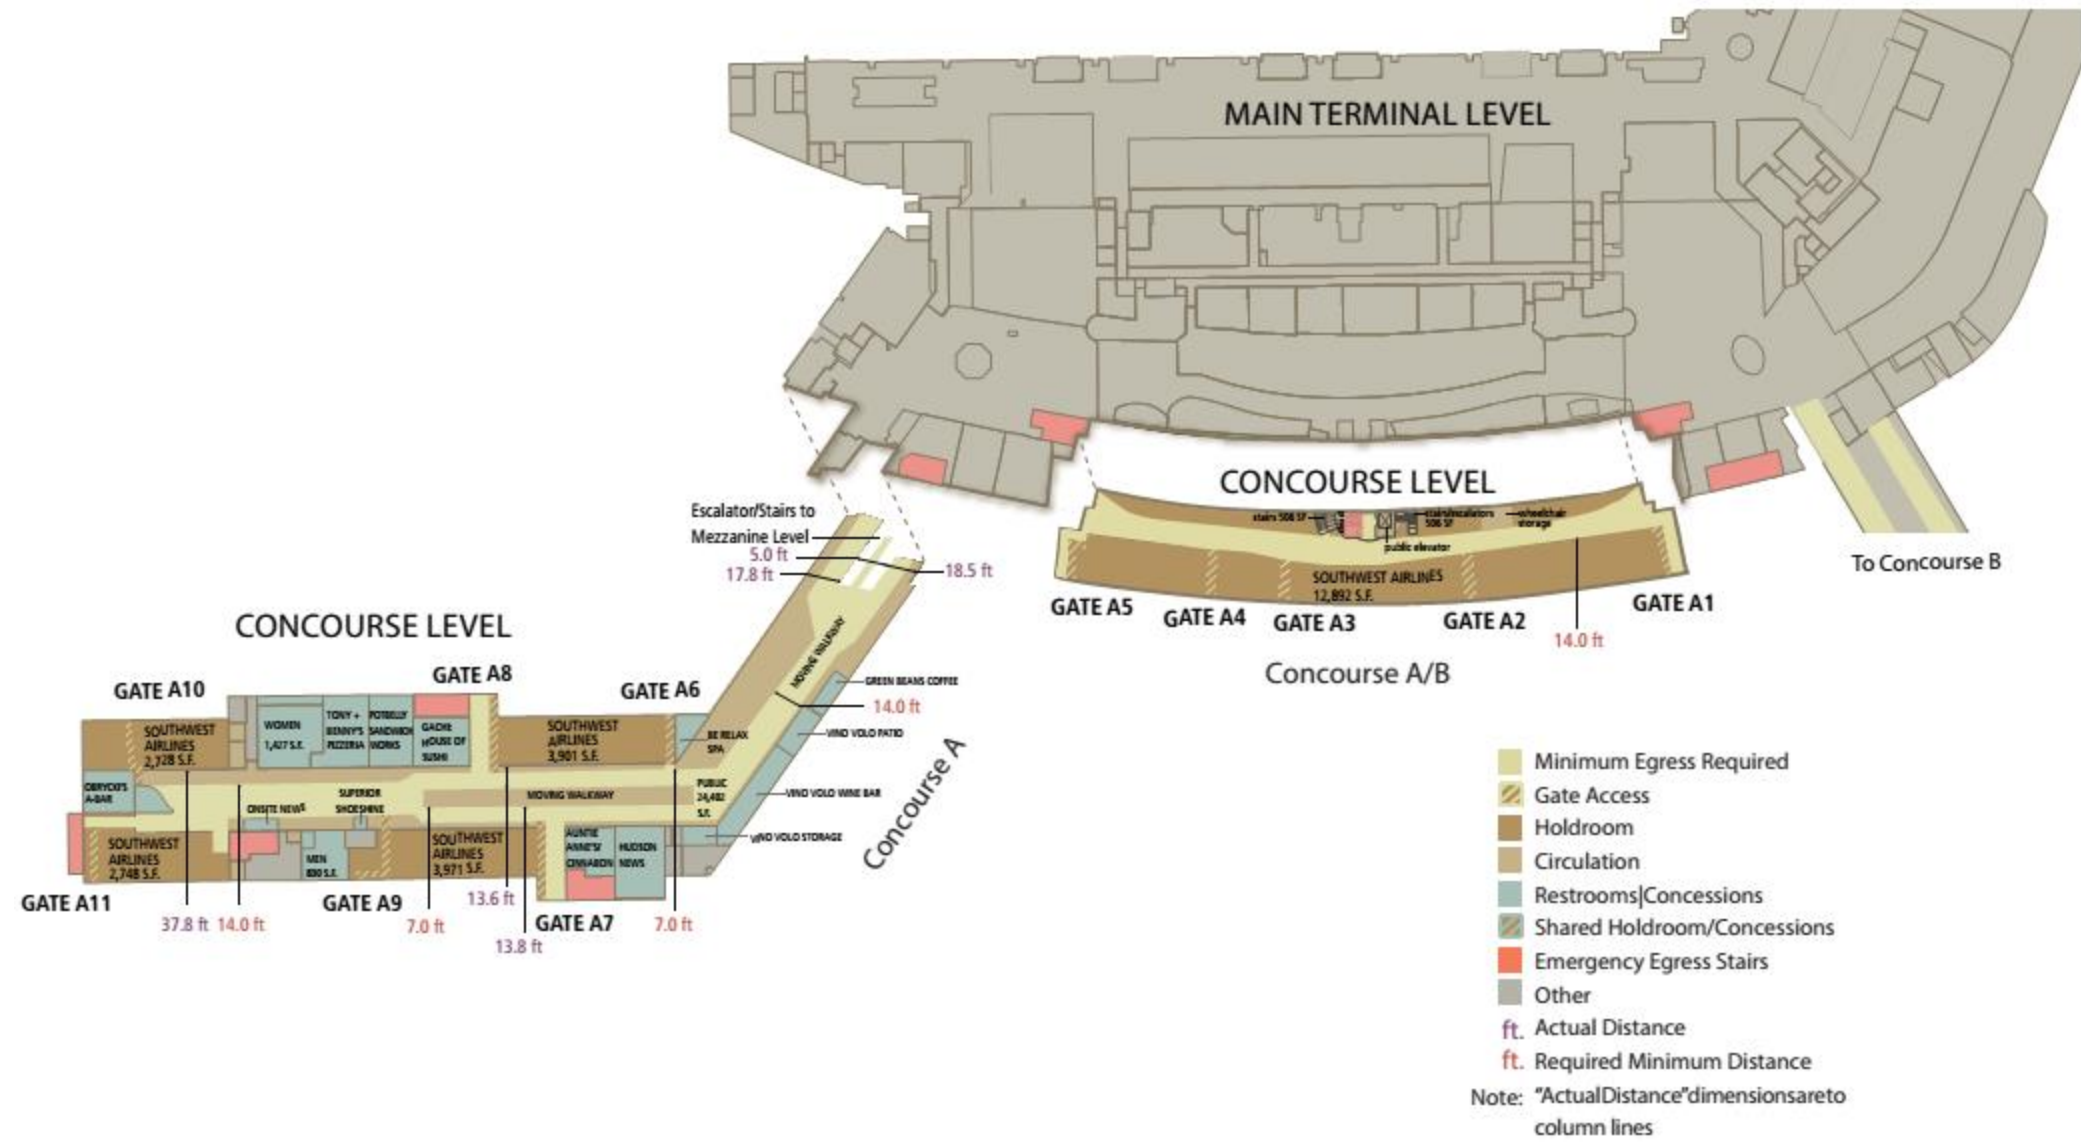 MAIN TERMINAL LEVEL
CONCOURSE LEVEL
stairs 506 SF
stairs/escalators
506 SF
wheelchair
storage
public elevator
SOUTHWEST AIRLINES
12,892 S.F.
GATE A5
GATE A4
GATE A3
GATE A2
GATE A1
14.0 ft
Concourse A/B
To Concourse B
Escalator/Stairs to
Mezzanine Level
5.0 ft
17.8 ft
18.5 ft
MOVING WALKWAY
GREEN BEANS COFFEE
14.0 ft
VINO VOLO PATIO
VINO VOLO WINE BAR
VINO VOLO STORAGE
Concourse A
CONCOURSE LEVEL
GATE A10
GATE A8
GATE A6
SOUTHWEST
AIRLINES
2,728 S.F.
WOMEN
1,427 S.F.
TONY +
BENNY'S
PIZZERIA
POTBELLY
SANDWICH
WORKS
GACHI
HOUSE OF
SUSHI
SOUTHWEST
AIRLINES
3,901 S.F.
BE RELAX
SPA
OBRYCKI'S
A-BAR
ONSITE NEWS
SUPERIOR
SHOESHINE
MOVING WALKWAY
PUBLIC
24,482
S.F.
SOUTHWEST
AIRLINES
2,748 S.F.
MEN
830 S.F.
SOUTHWEST
AIRLINES
3,971 S.F.
AUNTIE
ANNE'S/
CINNABON
HUDSON
NEWS
GATE A11
GATE A9
GATE A7
37.8 ft
14.0 ft
7.0 ft
13.6 ft
13.8 ft
7.0 ft
Minimum Egress Required
Gate Access
Holdroom
Circulation
Restrooms|Concessions
Shared Holdroom/Concessions
Emergency Egress Stairs
Other
ft. Actual Distance
ft. Required Minimum Distance
Note: "ActualDistance"dimensionsareto
column lines